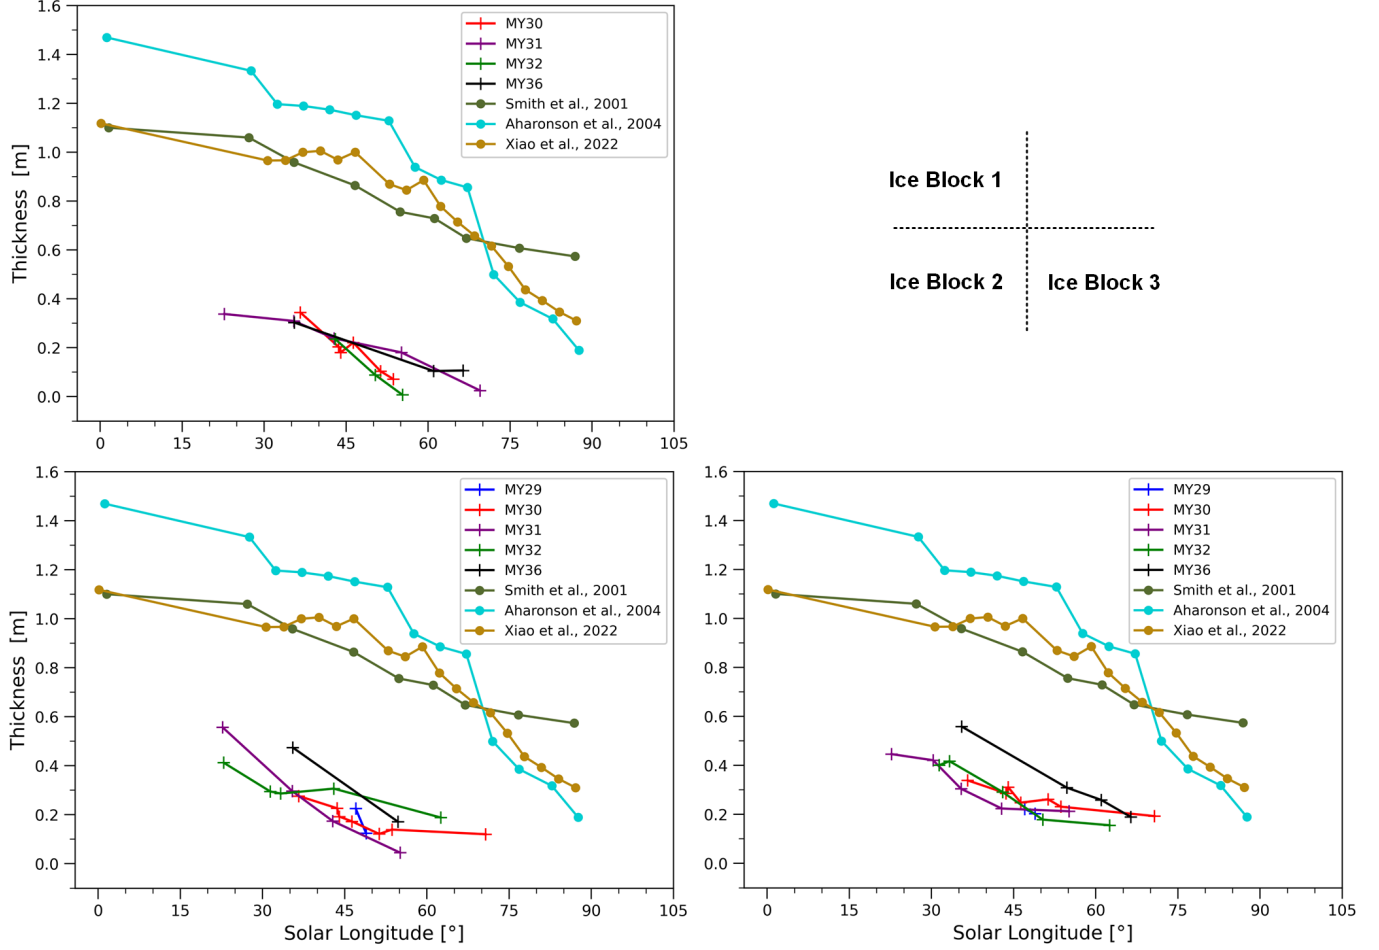 1.6
1.4
1.2
1.0
0.8
0.6
0.4
0.2
0.0
Thickness [m]
0 15 30 45 60 75 90 105
MY30
MY31
MY32
MY36
Smith et al., 2001
Aharonson et al., 2004
Xiao et al., 2022
Ice Block 1
Ice Block 2 Ice Block 3
1.6
1.4
1.2
1.0
0.8
0.6
0.4
0.2
0.0
Thickness [m]
0 15 30 45 60 75 90 105
Solar Longitude [°]
MY29
MY30
MY31
MY32
MY36
Smith et al., 2001
Aharonson et al., 2004
Xiao et al., 2022
1.6
1.4
1.2
1.0
0.8
0.6
0.4
0.2
0.0
0 15 30 45 60 75 90 105
Solar Longitude [°]
MY29
MY30
MY31
MY32
MY36
Smith et al., 2001
Aharonson et al., 2004
Xiao et al., 2022